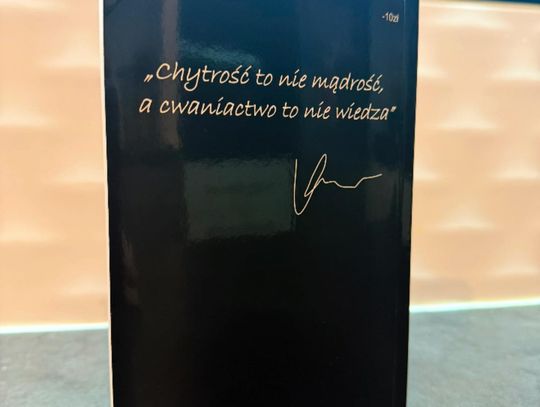 -10zł
„Chytrość to nie mądrość,
a cwaniactwo to nie wiedza”